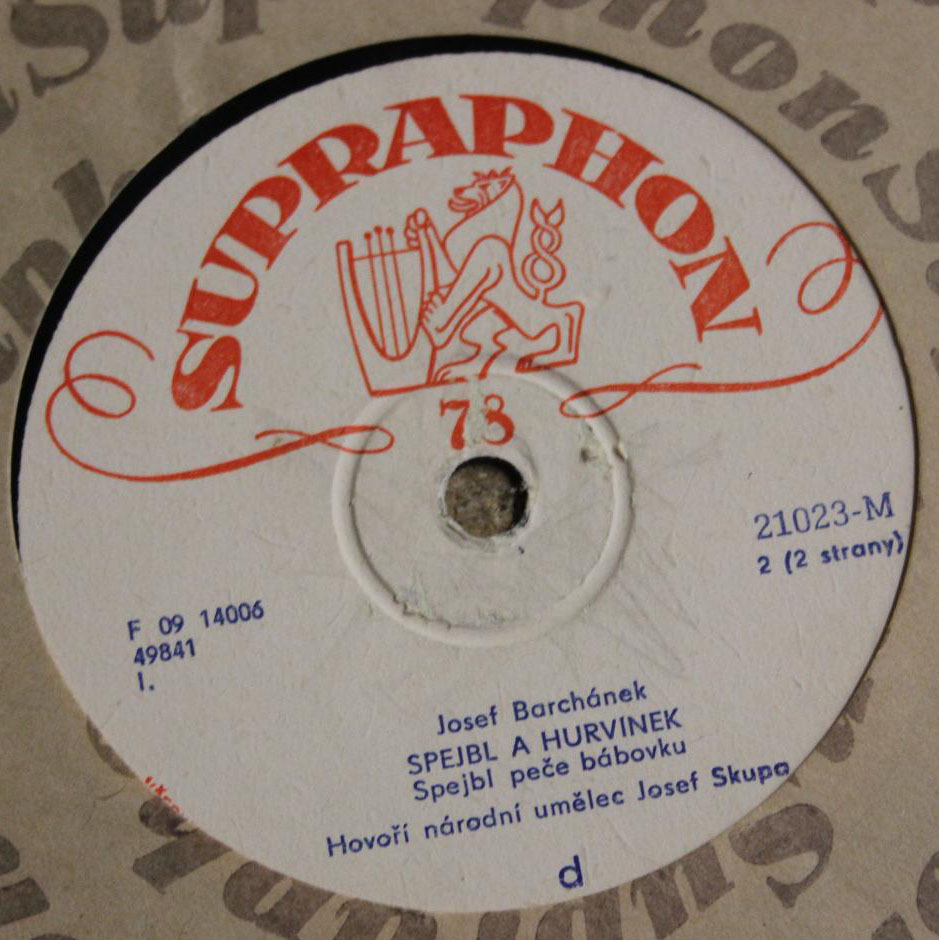 SUPRAPHON
78
21023-M
2 (2 strany)
F 09 14006
49841
I.
Josef Barchánek
SPEJBL A HURVINEK
Spejbl peče bábovku
Hovoří národní umělec Josef Skupa
d